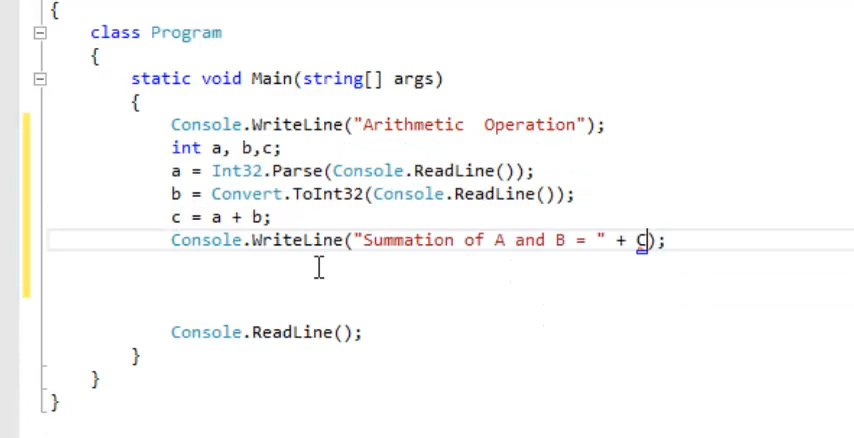 {
class Program
{
static void Main(string[] args)
{
Console.WriteLine("Arithmetic  Operation");
int a, b,c;
a = Int32.Parse(Console.ReadLine());
b = Convert.ToInt32(Console.ReadLine());
c = a + b;
Console.WriteLine("Summation of A and B = " + C);
Console.ReadLine();
}
}
}